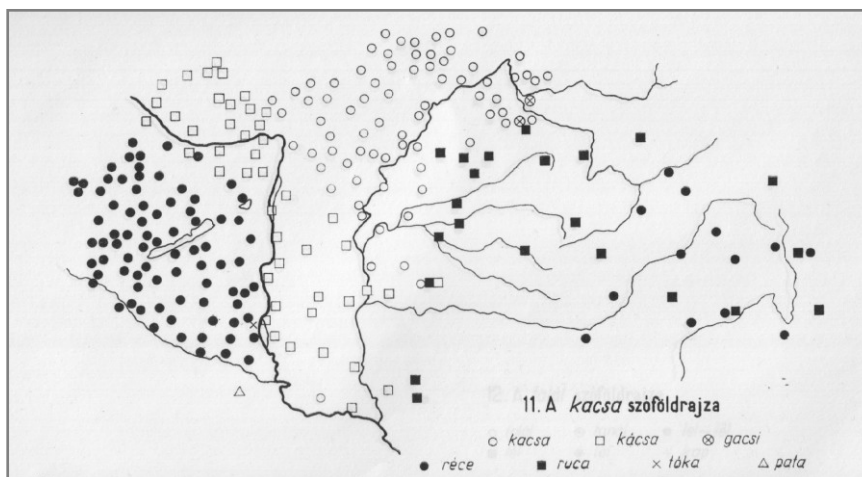 11. A kacsa szóföldrajza
kacsa kácsa gacsi
réce ruca tóka pata